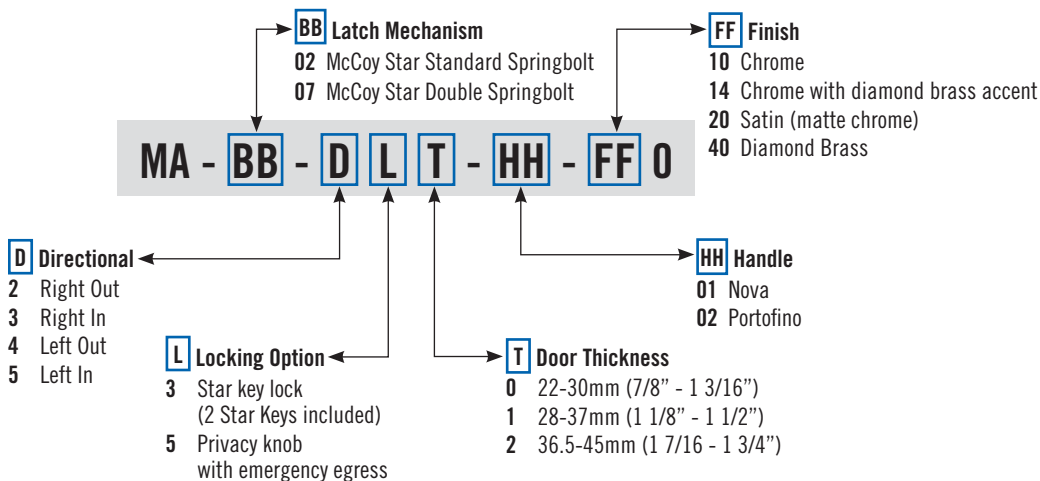 BB Latch Mechanism
02 McCoy Star Standard Springbolt
07 McCoy Star Double Springbolt
FF Finish
10 Chrome
14 Chrome with diamond brass accent
20 Satin (matte chrome)
40 Diamond Brass
MA - BB - D L T - HH - FF 0
D Directional
2 Right Out
3 Right In
4 Left Out
5 Left In
L Locking Option
3 Star key lock
(2 Star Keys included)
5 Privacy knob
with emergency egress
T Door Thickness
0 22-30mm (7/8” - 1 3/16”)
1 28-37mm (1 1/8” - 1 1/2”)
2 36.5-45mm (1 7/16 - 1 3/4”)
HH Handle
01 Nova
02 Portofino